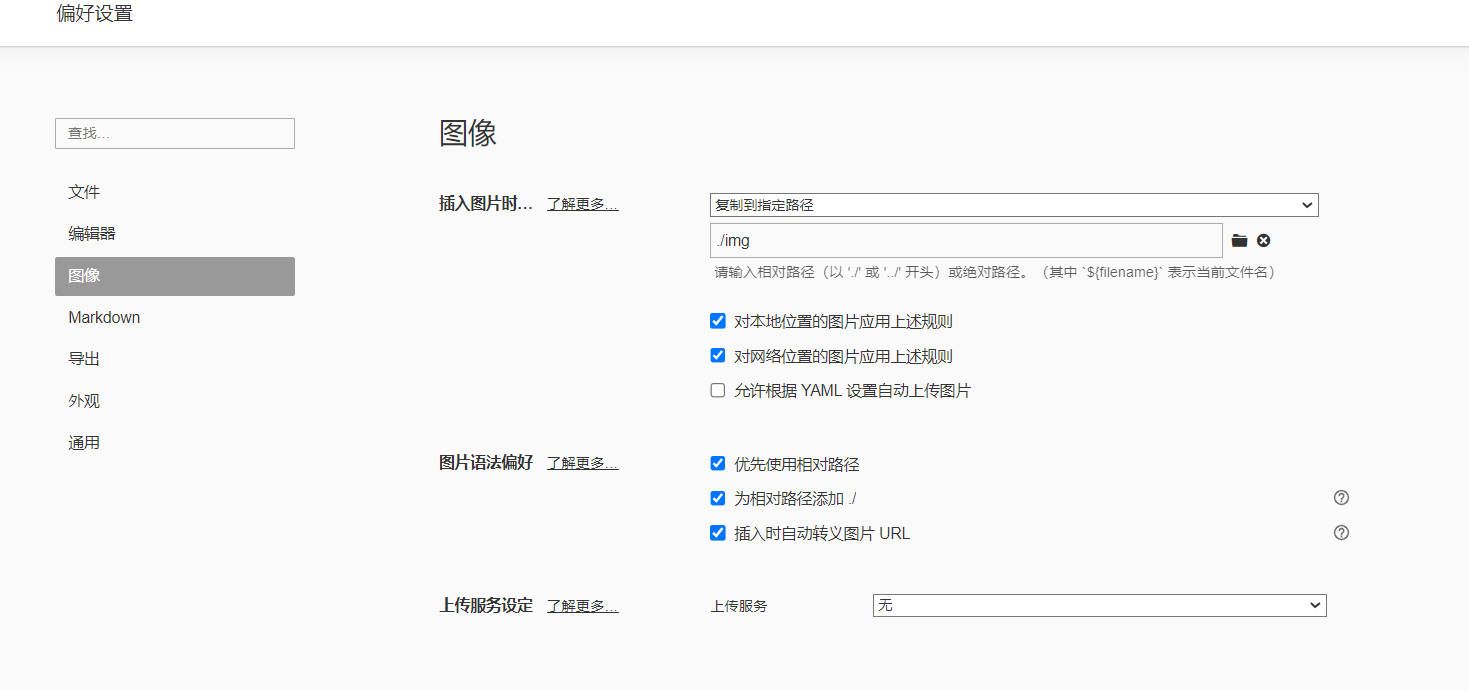 偏好设置
查找...
文件
编辑器
图像
Markdown
导出
外观
通用
图像
插入图片时... 了解更多...
复制到指定路径
./img
请输入相对路径（以 './' 或 '../' 开头）或绝对路径。（其中 `${filename}` 表示当前文件名）
对本地位置的图片应用上述规则
对网络位置的图片应用上述规则
允许根据 YAML 设置自动上传图片
图片语法偏好 了解更多...
优先使用相对路径
为相对路径添加 ./
插入时自动转义图片 URL
上传服务设定 了解更多...
上传服务 无